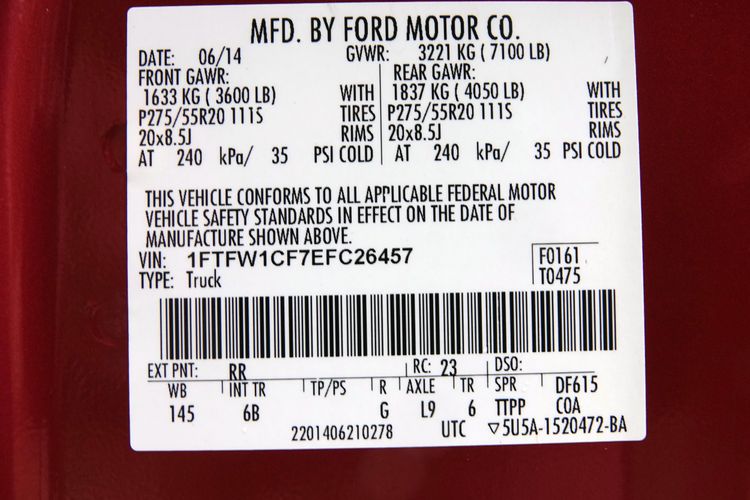 MFD. BY FORD MOTOR CO.
DATE: 06/14 GVWR: 3221 KG ( 7100 LB)
FRONT GAWR: REAR GAWR:
1633 KG ( 3600 LB) WITH 1837 KG ( 4050 LB) WITH
P275/55R20 111S TIRES P275/55R20 111S TIRES
20x8.5J RIMS 20x8.5J RIMS
AT 240 kPa/ 35 PSI COLD AT 240 kPa/ 35 PSI COLD
THIS VEHICLE CONFORMS TO ALL APPLICABLE FEDERAL MOTOR
VEHICLE SAFETY STANDARDS IN EFFECT ON THE DATE OF
MANUFACTURE SHOWN ABOVE.
VIN: 1FTFW1CF7EFC26457 F0161
TYPE: Truck T0475
EXT PNT: RR RC: 23 DSO:
WB INT TR TP/PS R AXLE TR SPR DF615
145 6B G L9 6 TTPP COA
2201406210278 UTC ▽5U5A-1520472-BA